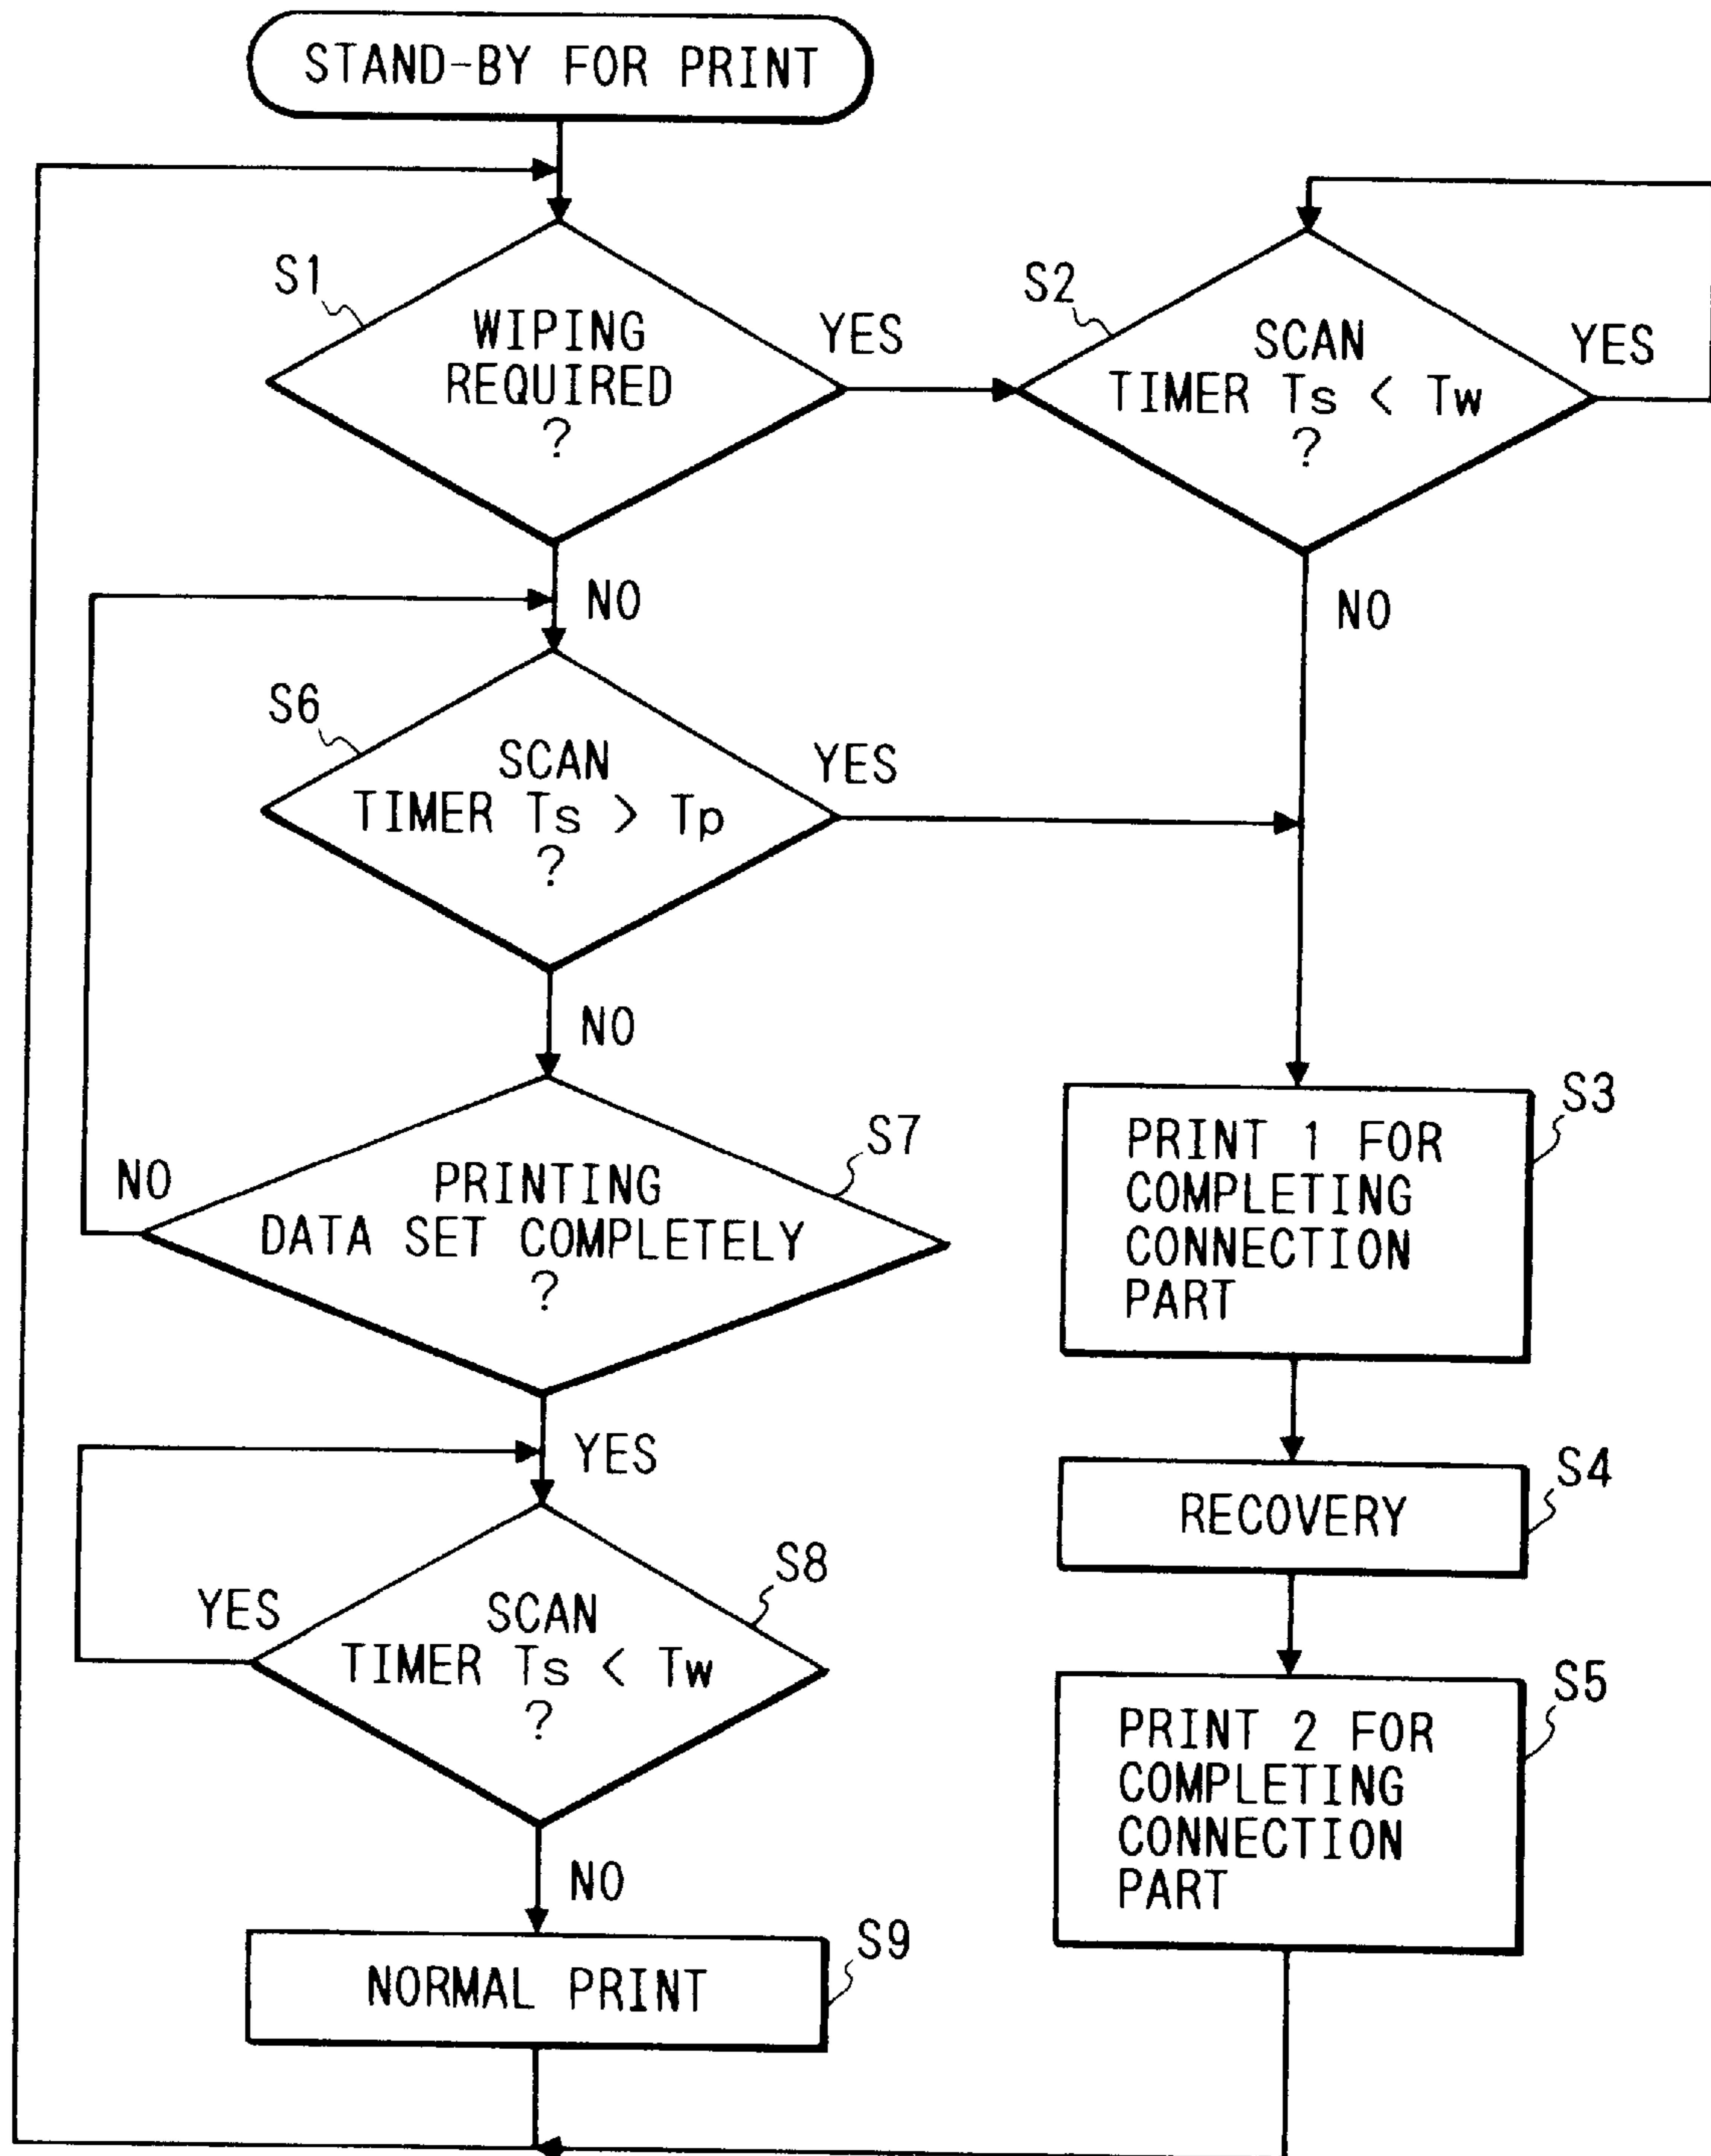 STAND-BY FOR PRINT
S1
WIPING
REQUIRED
?
YES
NO
S2
SCAN
TIMER Ts < Tw
?
YES
NO
S6
SCAN
TIMER Ts > Tp
?
YES
NO
S7
PRINTING
DATA SET COMPLETELY
?
NO
YES
S3
PRINT 1 FOR
COMPLETING
CONNECTION
PART
S4
RECOVERY
S8
SCAN
TIMER Ts < Tw
?
YES
NO
S5
PRINT 2 FOR
COMPLETING
CONNECTION
PART
S9
NORMAL PRINT